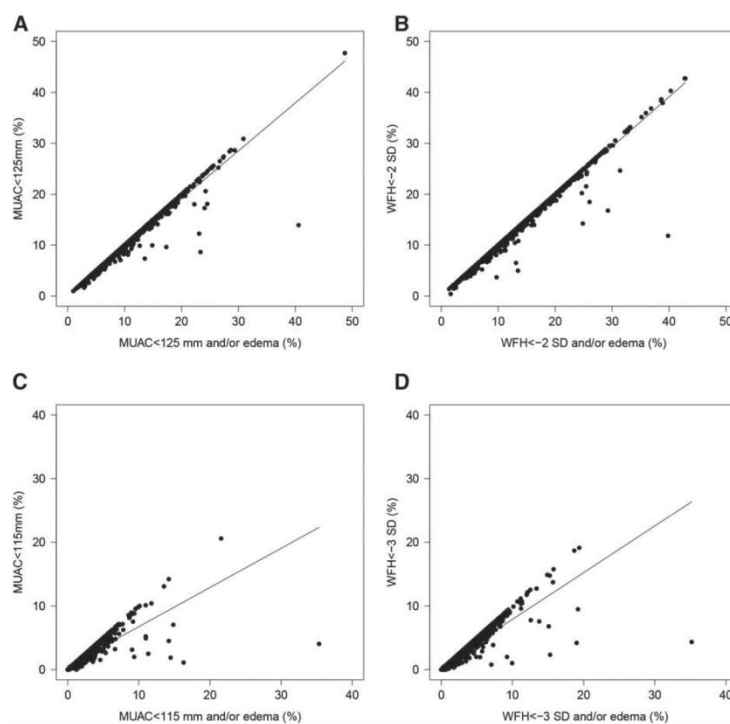 A
B
50
40
30
20
10
0
MUAC<125mm (%)
0 10 20 30 40 50
MUAC<125 mm and/or edema (%)
50
40
30
20
10
0
WFH<−2 SD (%)
0 10 20 30 40 50
WFH<−2 SD and/or edema (%)
C
D
40
30
20
10
0
MUAC<115mm (%)
0 10 20 30 40
MUAC<115 mm and/or edema (%)
40
30
20
10
0
WFH<−3 SD (%)
0 10 20 30 40
WFH<−3 SD and/or edema (%)